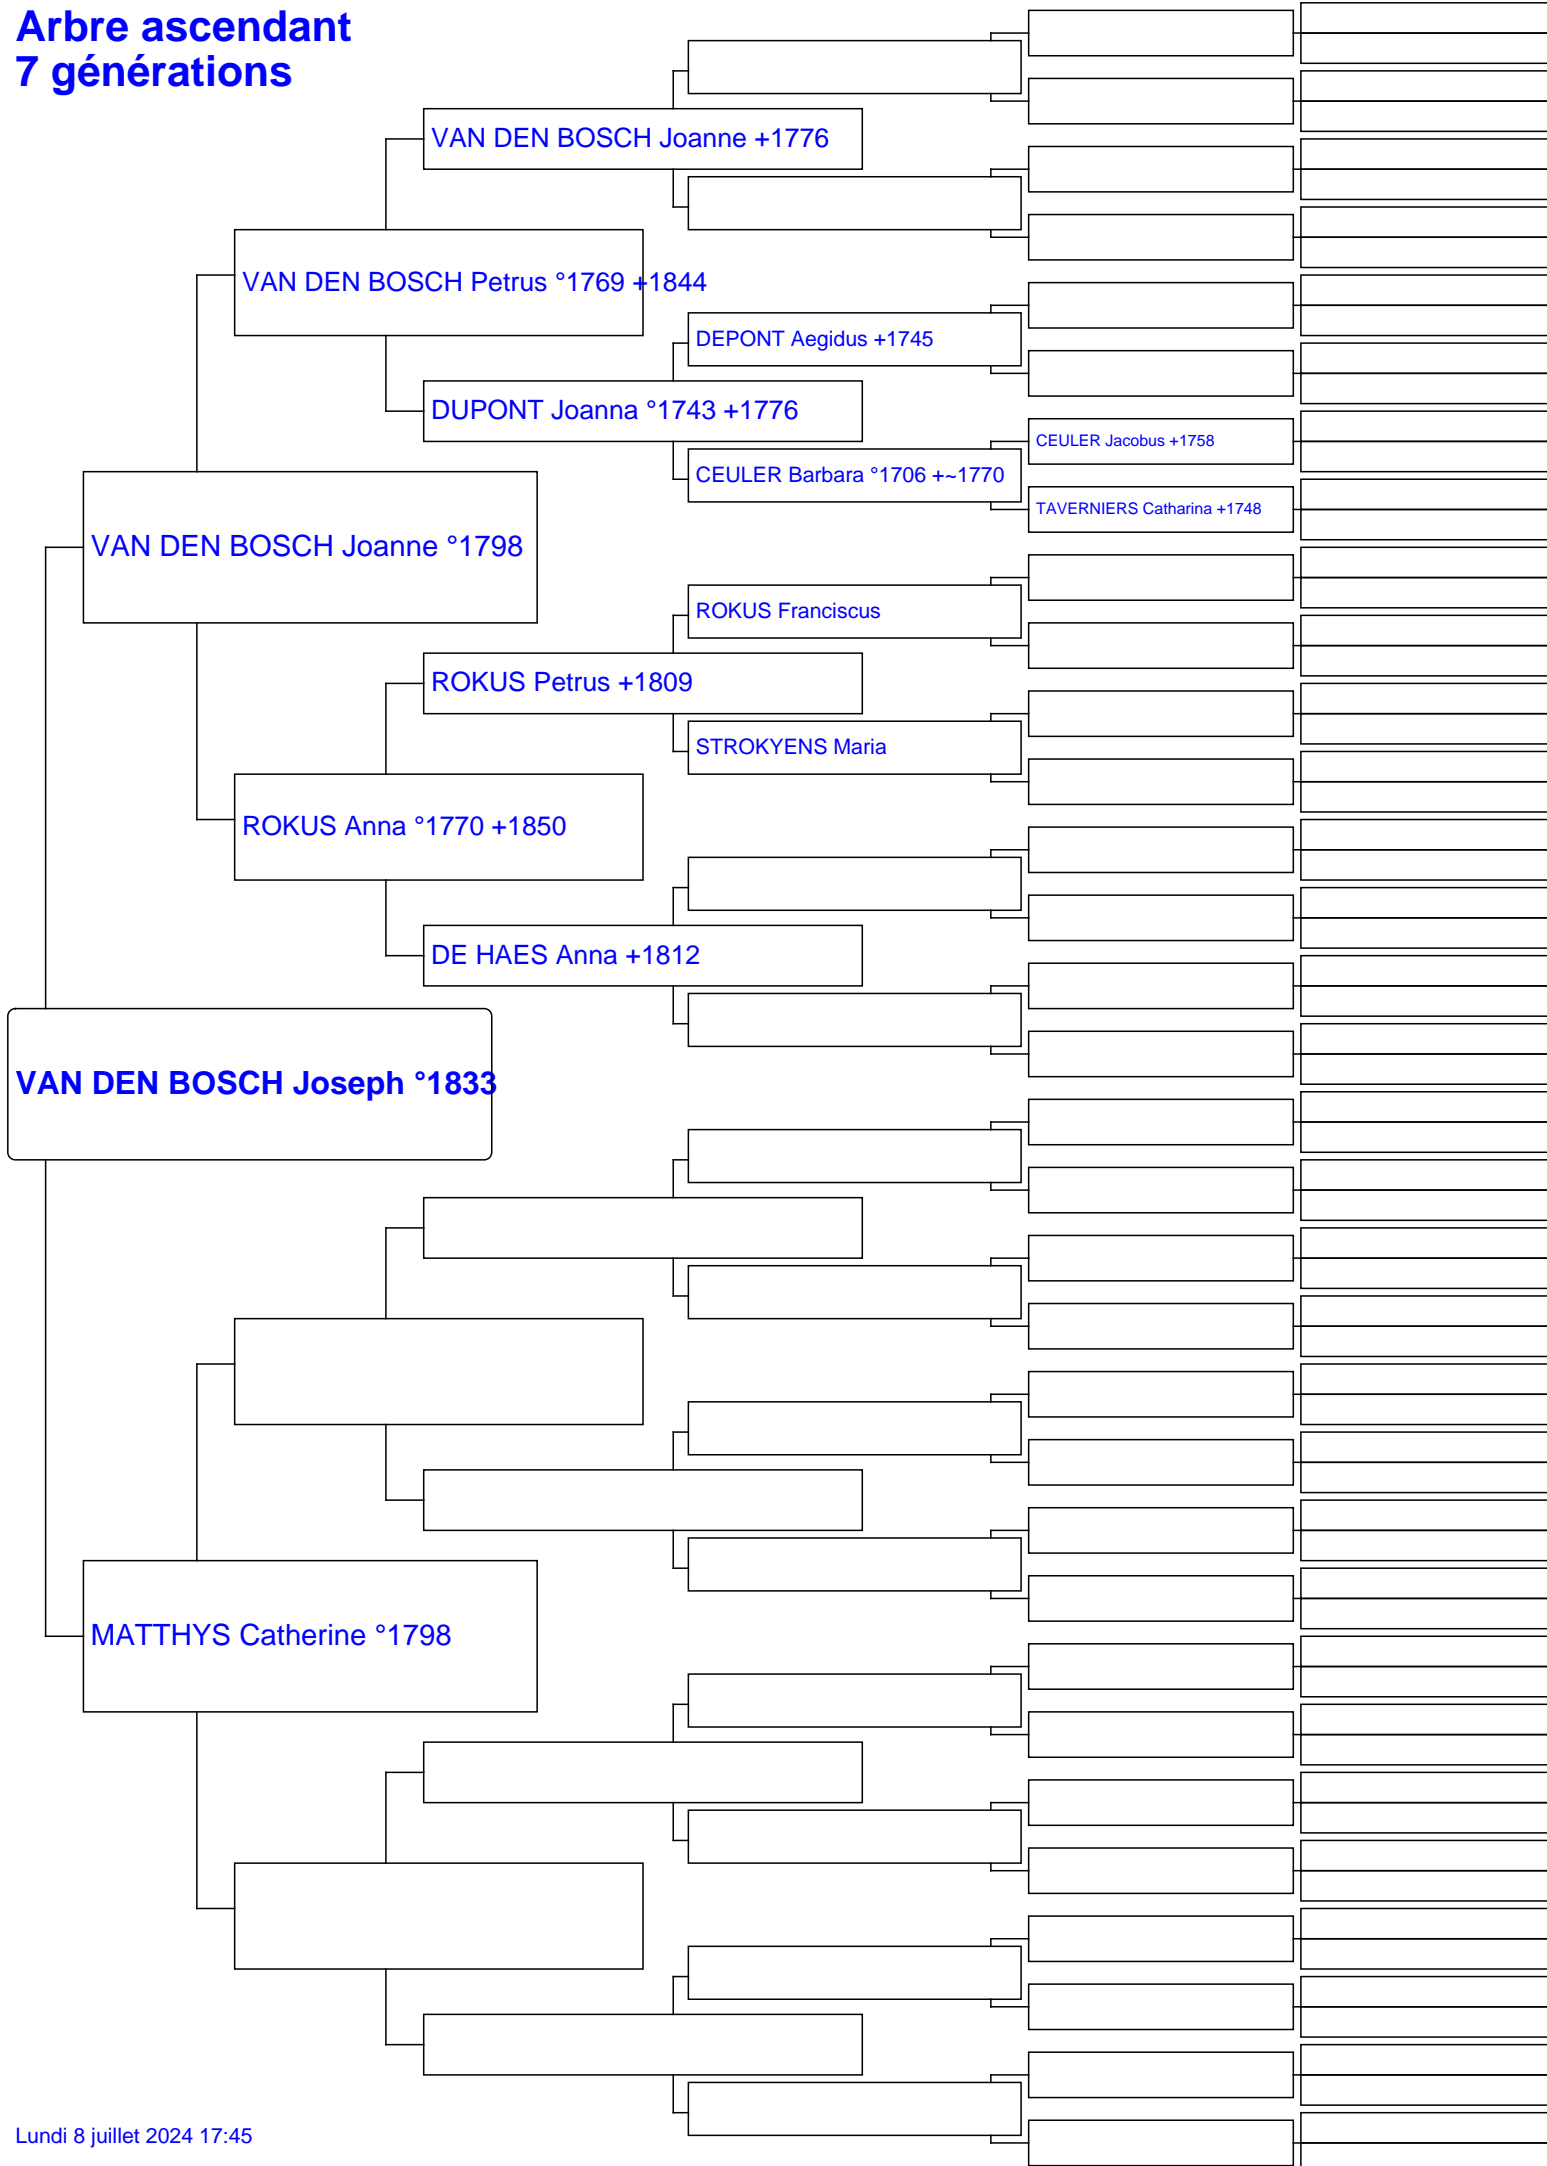 Arbre ascendant
7 générations
VAN DEN BOSCH Joanne +1776
VAN DEN BOSCH Petrus °1769 +1844
DEPONT Aegidus +1745
DUPONT Joanna °1743 +1776
CEULER Jacobus +1758
CEULER Barbara °1706 +~1770
TAVERNIERS Catharina +1748
VAN DEN BOSCH Joanne °1798
ROKUS Franciscus
ROKUS Petrus +1809
STROKYENS Maria
ROKUS Anna °1770 +1850
DE HAES Anna +1812
VAN DEN BOSCH Joseph °1833
MATTHYS Catherine °1798
Lundi 8 juillet 2024 17:45